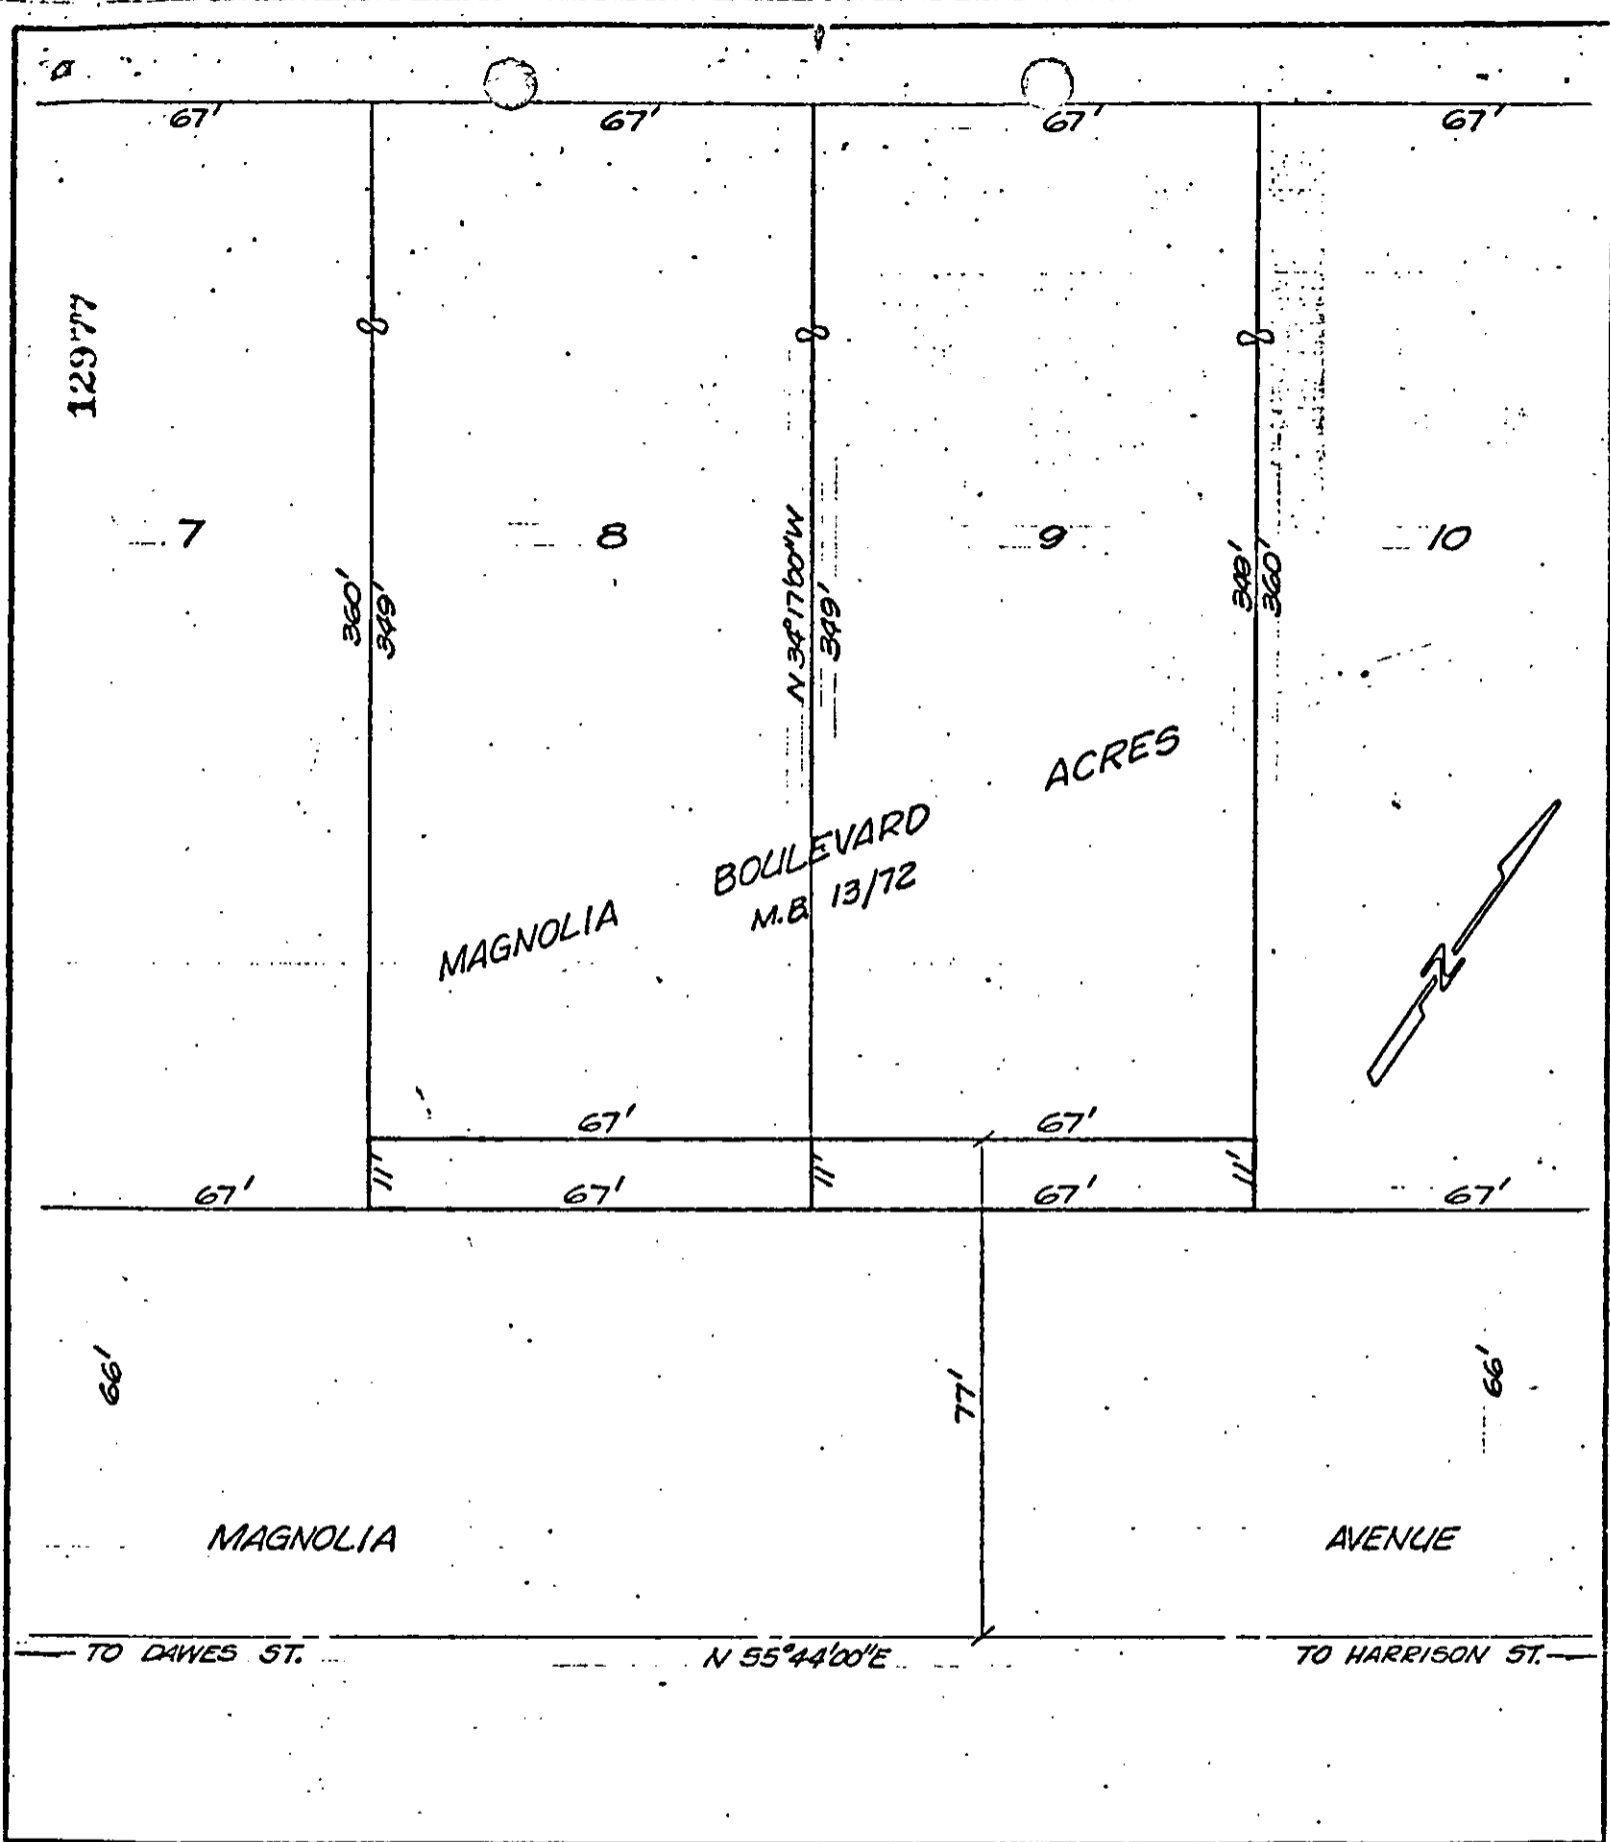 67' 67' 67' 67'
12977
7 8 9 10
360' 349'
N 34°17'00"W
349'
349' 360'
MAGNOLIA BOULEVARD ACRES
M.B. 13/72
N
67' 67'
11' 11' 11'
67' 67' 67' 67'
66' 77' 66'
MAGNOLIA AVENUE
TO DAWES ST. N 55°44'00"E TO HARRISON ST.